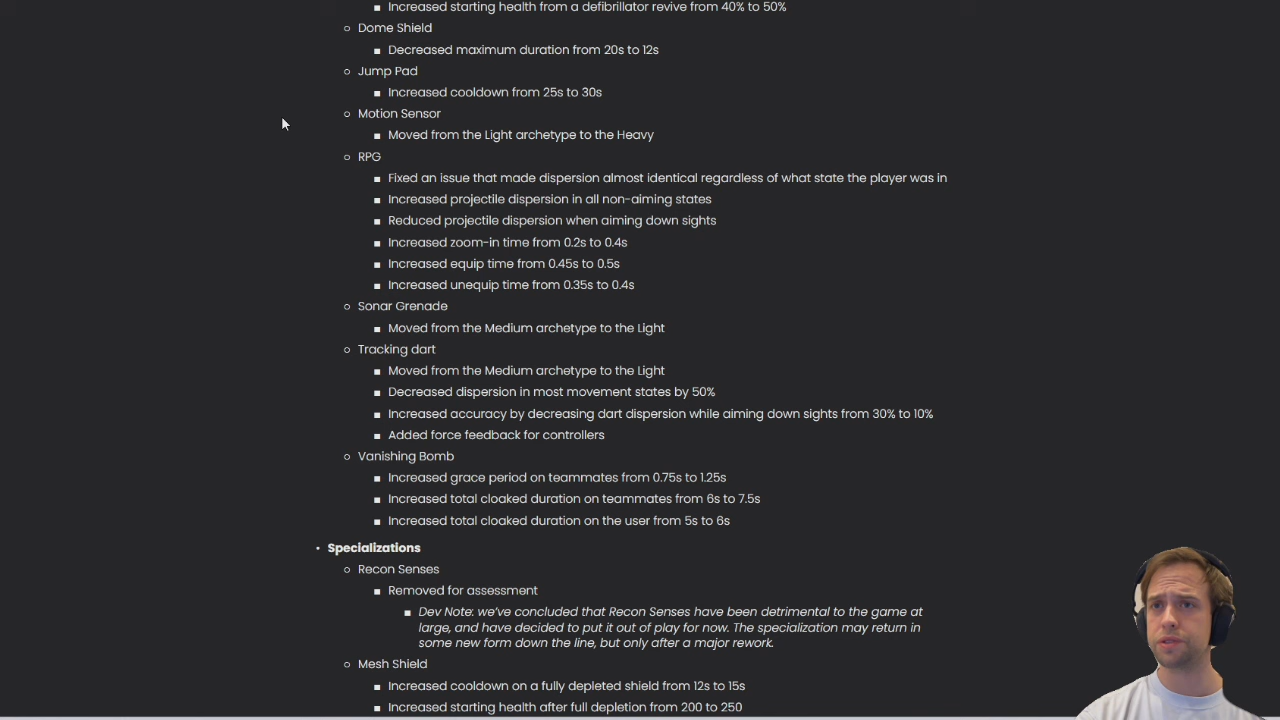 Increased starting health from a defibrillator revive from 40% to 50%
Dome Shield
Decreased maximum duration from 20s to 12s
Jump Pad
Increased cooldown from 25s to 30s
Motion Sensor
Moved from the Light archetype to the Heavy
RPG
Fixed an issue that made dispersion almost identical regardless of what state the player was in
Increased projectile dispersion in all non-aiming states
Reduced projectile dispersion when aiming down sights
Increased zoom-in time from 0.2s to 0.4s
Increased equip time from 0.45s to 0.5s
Increased unequip time from 0.35s to 0.4s
Sonar Grenade
Moved from the Medium archetype to the Light
Tracking dart
Moved from the Medium archetype to the Light
Decreased dispersion in most movement states by 50%
Increased accuracy by decreasing dart dispersion while aiming down sights from 30% to 10%
Added force feedback for controllers
Vanishing Bomb
Increased grace period on teammates from 0.75s to 1.25s
Increased total cloaked duration on teammates from 6s to 7.5s
Increased total cloaked duration on the user from 5s to 6s
Specializations
Recon Senses
Removed for assessment
Dev Note: we've concluded that Recon Senses have been detrimental to the game at
large, and have decided to put it out of play for now. The specialization may return in
some new form down the line, but only after a major rework.
Mesh Shield
Increased cooldown on a fully depleted shield from 12s to 15s
Increased starting health after full depletion from 200 to 250